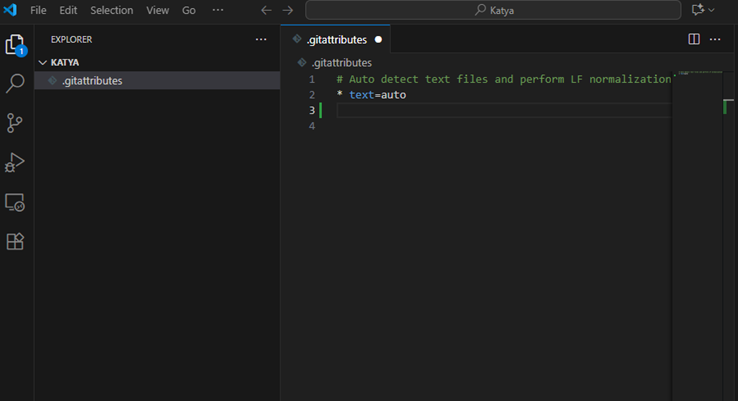 File Edit Selection View Go ··· Katya
EXPLORER ···
.gitattributes
KATYA
.gitattributes
.gitattributes
1
1 # Auto detect text files and perform LF normalization
2 * text=auto
3
4